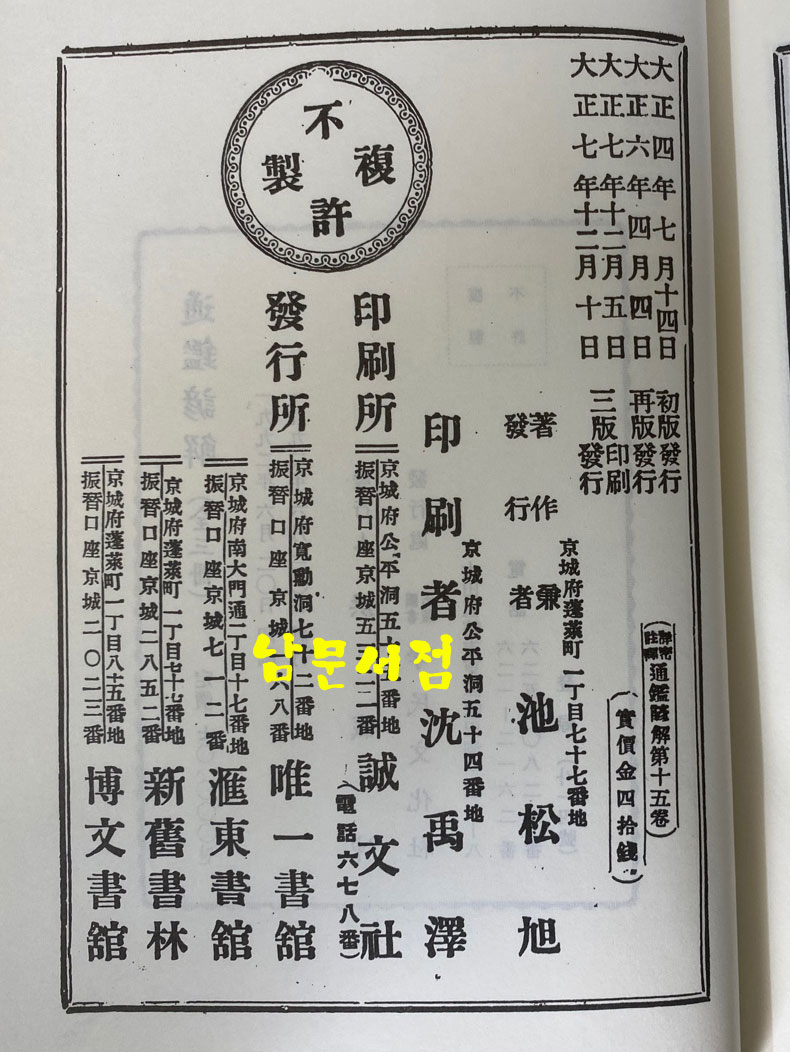 大正四年七月十四日 初版發行
大正六年四月四日 再版發行
大正七年十二月五日 三版印刷
大正七年十二月十日 發行
詳密註釋 通鑑諺解第十五卷
(實價金四拾錢)
京城府蓬萊町一丁目七十七番地
著作兼發行者 池松旭
京城府公平洞五十四番地
印刷者 沈禹澤
不許複製
印刷所
京城府公平洞五十 番地
振替口座京城五三 番
誠文社
(電話六七八番)
發行所
京城府寬勳洞七十二番地
振替口座京城 六八番
唯一書館
京城府南大門通一丁目十七番地
振替口座京城七一二番
滙東書舘
京城府蓬萊町一丁目七十七番地
振替口座京城二八五二番
新舊書林
京城府蓬萊町一丁目八十五番地
振替口座京城二〇二三番
博文書舘
남문서점